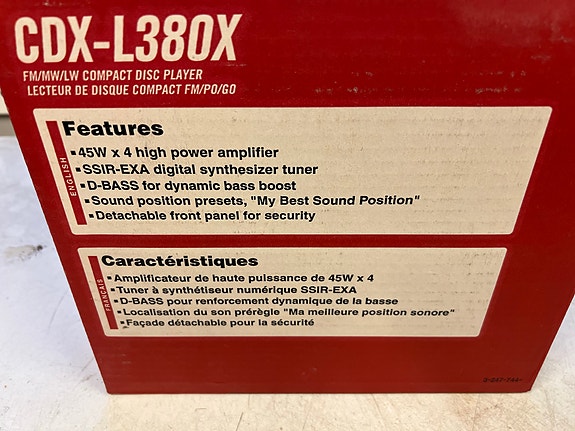 CDX-L380X
FM/MW/LW COMPACT DISC PLAYER
LECTEUR DE DISQUE COMPACT FM/PO/GO
ENGLISH
Features
▪45W x 4 high power amplifier
▪SSIR-EXA digital synthesizer tuner
▪D-BASS for dynamic bass boost
▪Sound position presets, "My Best Sound Position"
▪Detachable front panel for security
FRANÇAIS
Caractéristiques
▪Amplificateur de haute puissance de 45W x 4
▪Tuner à synthétiseur numérique SSIR-EXA
▪D-BASS pour renforcement dynamique de la basse
▪Localisation du son prérègle "Ma meilleure position sonore"
▪Façade détachable pour la sécurité